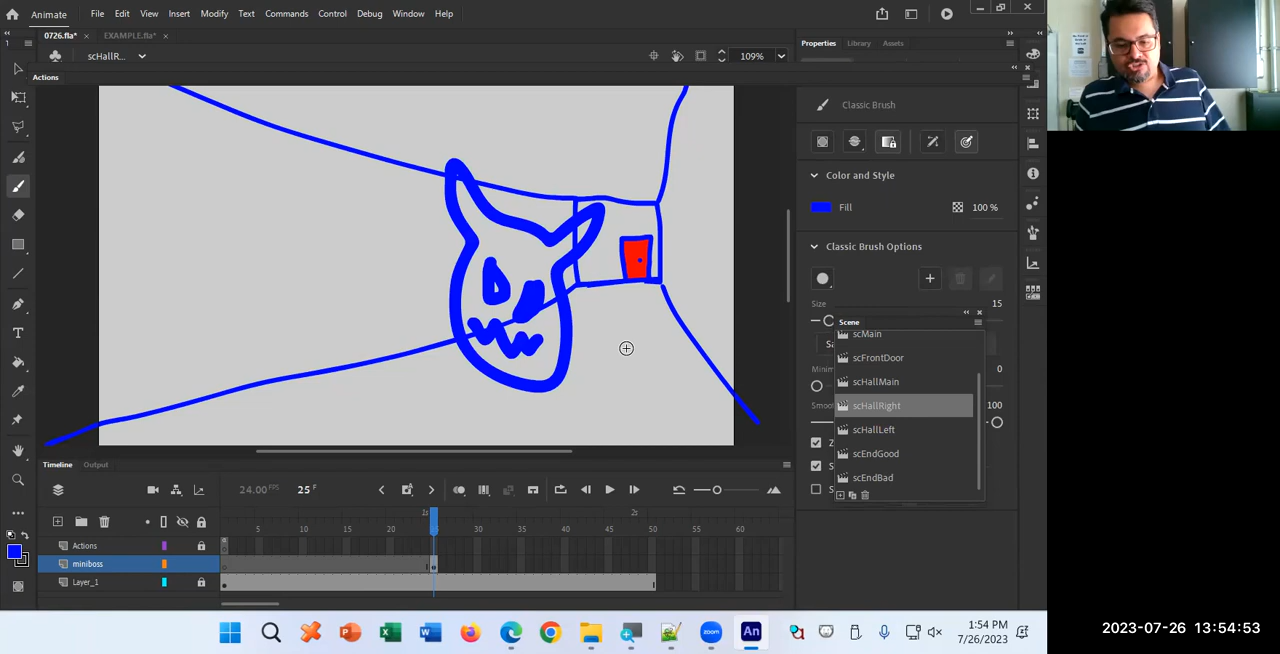 Animate File Edit View Insert Modify Text Commands Control Debug Window Help
0726.fla* × EXAMPLE.fla* ×
scHallR... 109%
Actions
Properties Library Assets
Classic Brush
Color and Style
Fill 100 %
Classic Brush Options
Size 15
Scene
scMain
scFrontDoor
scHallMain
scHallRight
scHallLeft
scEndGood
scEndBad
0
100
Timeline Output
24.00 FPS 25 F
1s 2s
5 10 15 20 30 35 40 45 50 55 60
Actions
miniboss
Layer_1
1:54 PM
7/26/2023
2023-07-26 13:54:53